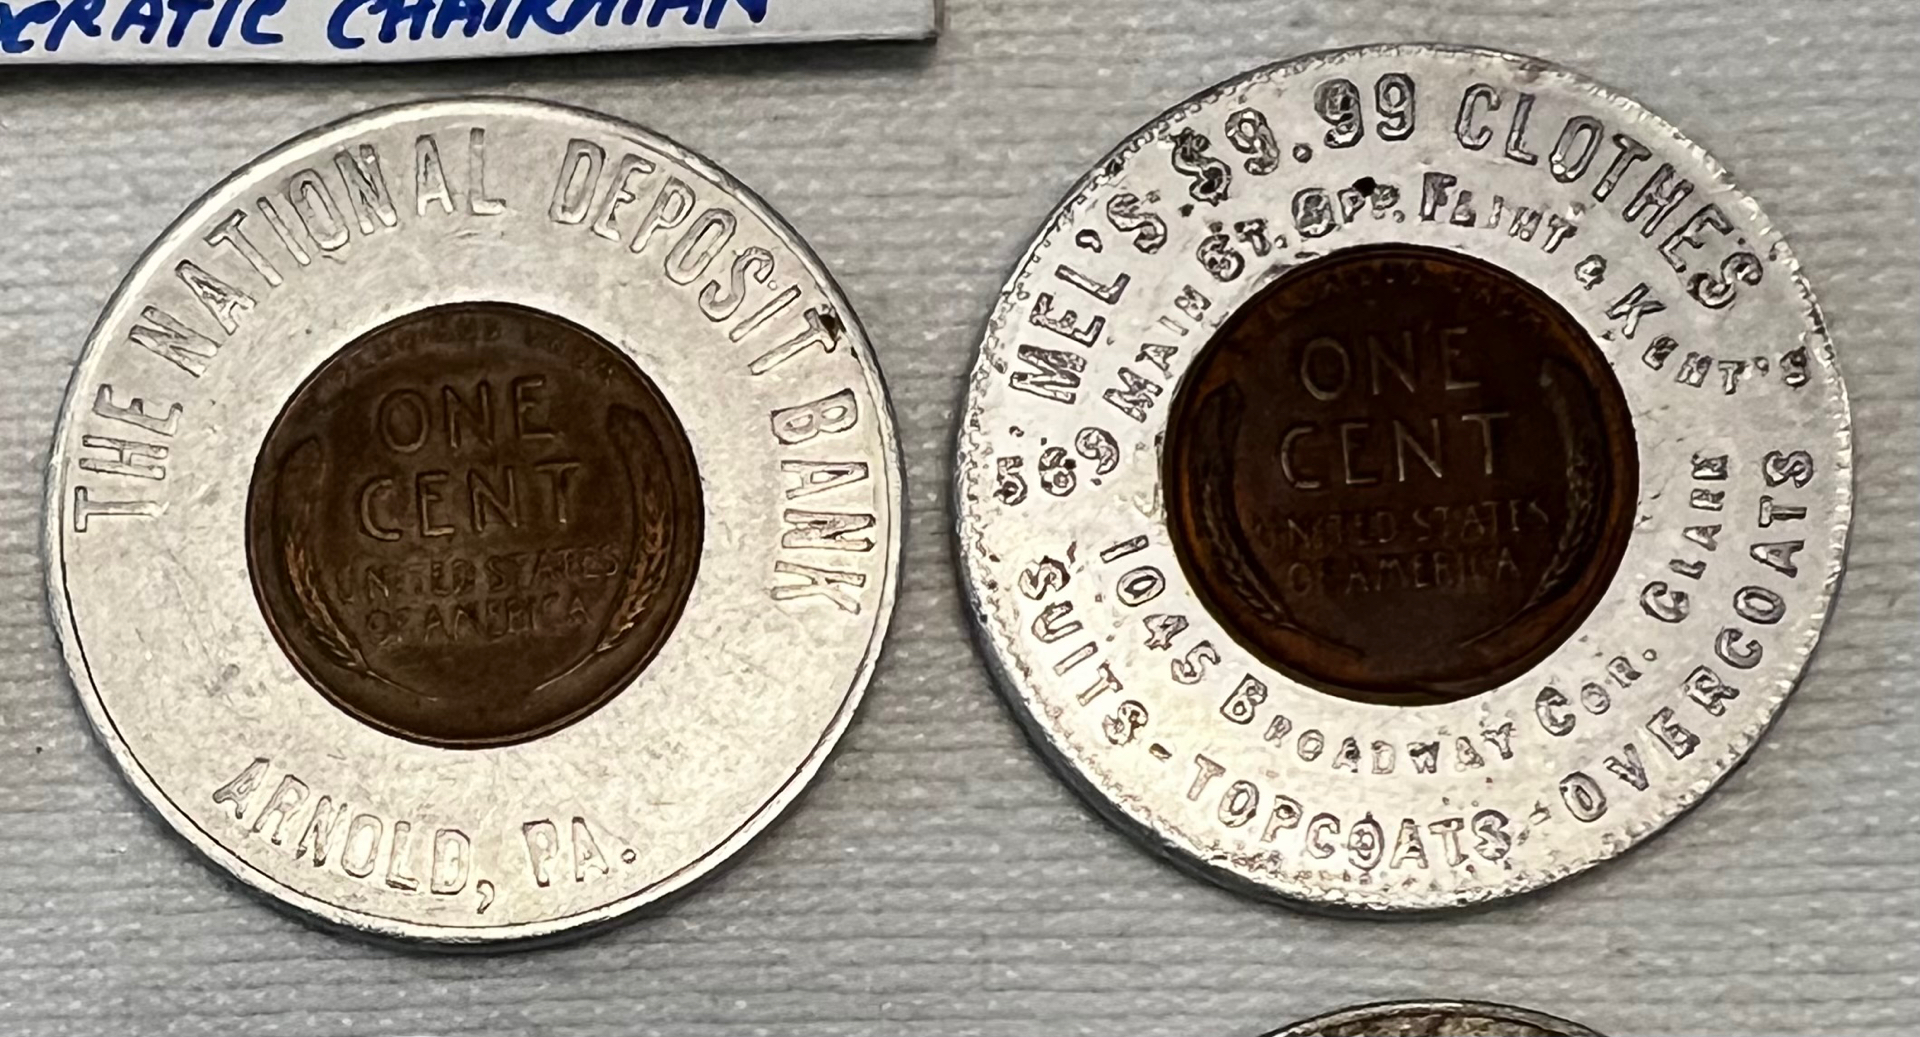 CRATIC CHAIRMAN
THE NATIONAL DEPOSIT BANK
ONE
CENT
UNITED STATES
OF AMERICA
ARNOLD, PA.
MEL'S $9.99 CLOTHES
569 MAIN ST. OPP. FLINT & KENT'S
ONE
CENT
UNITED STATES
OF AMERICA
1045 BROADWAY COR. CLARK
SUITS-TOPCOATS-OVERCOATS